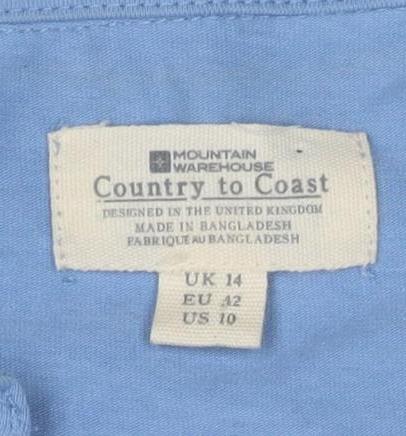 MOUNTAIN
WAREHOUSE
Country to Coast
DESIGNED IN THE UNITED KINGDOM
MADE IN BANGLADESH
FABRIQUE AU BANGLADESH
UK 14
EU 42
US 10